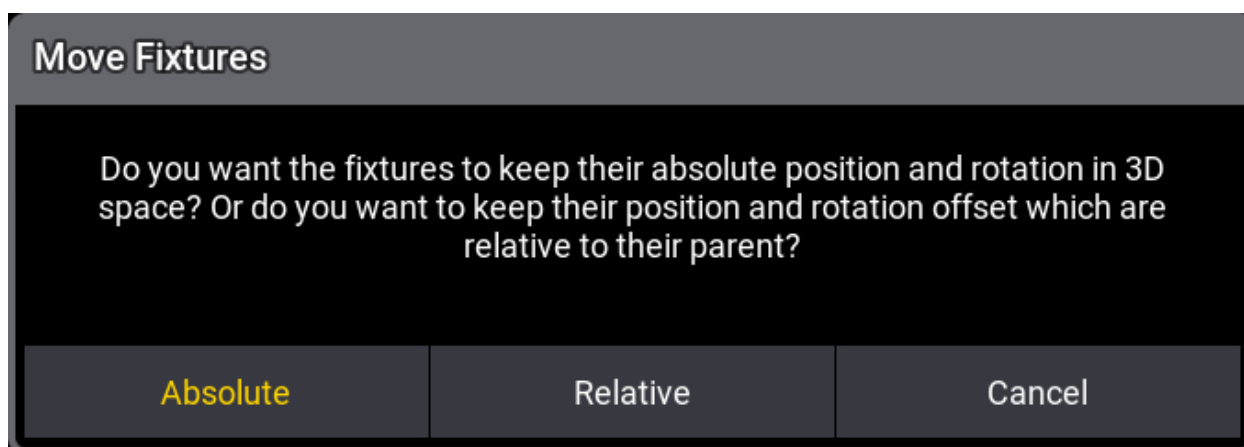 Move Fixtures
Do you want the fixtures to keep their absolute position and rotation in 3D
space? Or do you want to keep their position and rotation offset which are
relative to their parent?
Absolute
Relative
Cancel